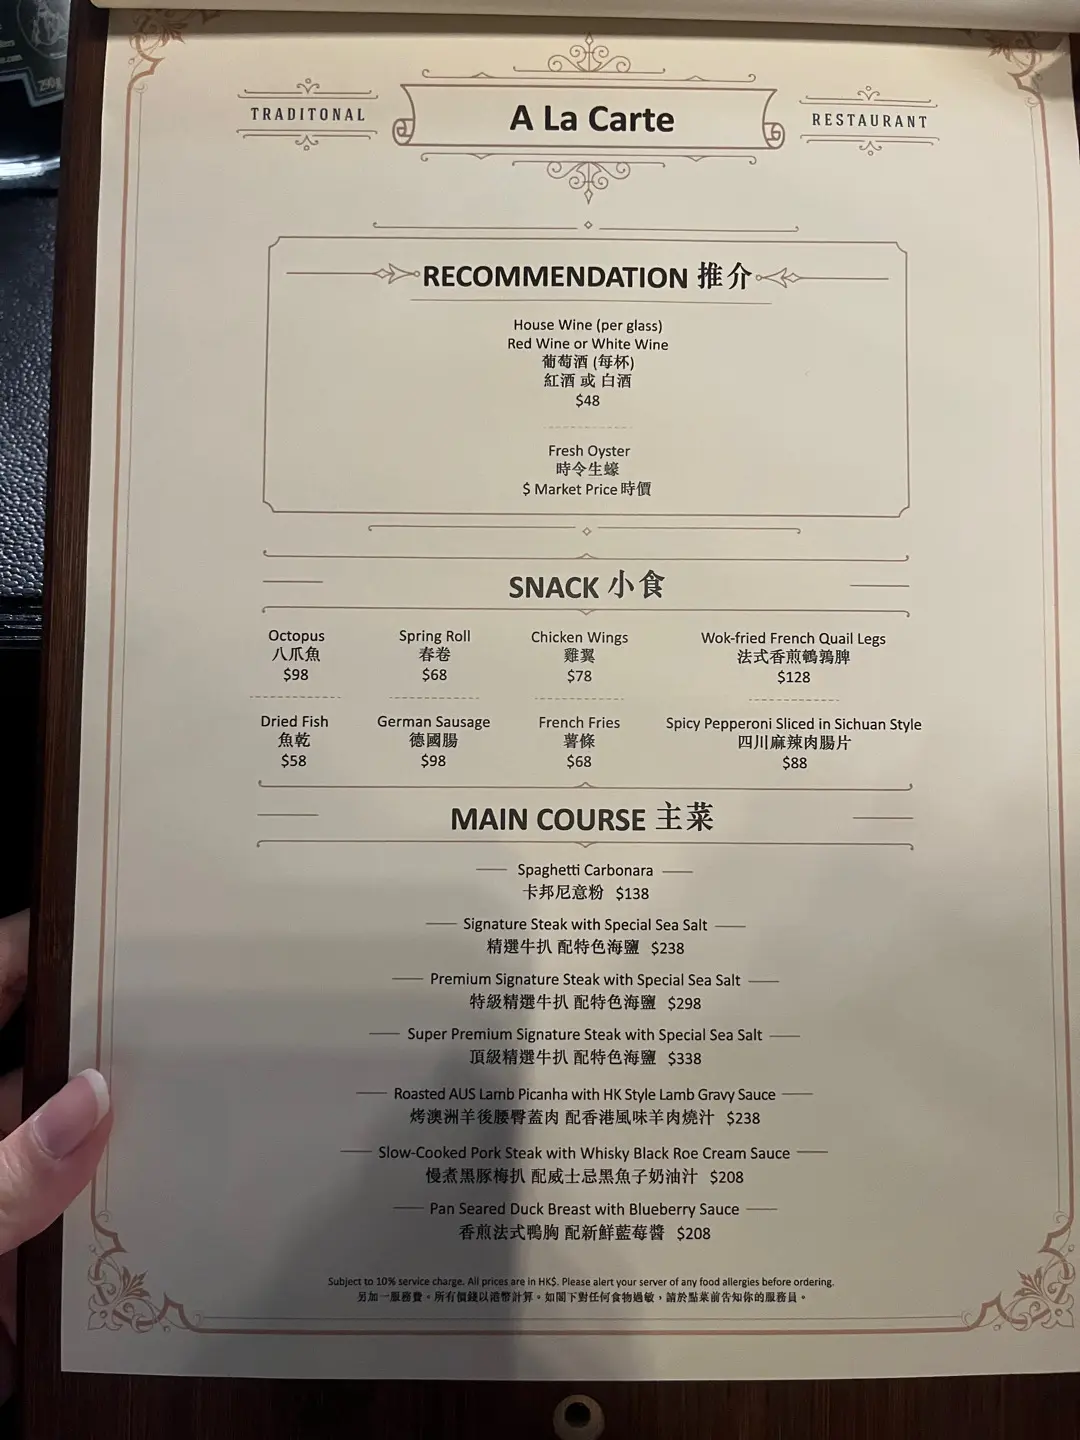 TRADITONAL
A La Carte
RESTAURANT
RECOMMENDATION 推介
House Wine (per glass)
Red Wine or White Wine
葡萄酒 (每杯)
紅酒 或 白酒
$48
Fresh Oyster
時令生蠔
$ Market Price 時價
SNACK 小食
Octopus
八爪魚
$98
Spring Roll
春卷
$68
Chicken Wings
雞翼
$78
Wok-fried French Quail Legs
法式香煎鵪鶉脾
$128
Dried Fish
魚乾
$58
German Sausage
德國腸
$98
French Fries
薯條
$68
Spicy Pepperoni Sliced in Sichuan Style
四川麻辣肉腸片
$88
MAIN COURSE 主菜
Spaghetti Carbonara
卡邦尼意粉 $138
Signature Steak with Special Sea Salt
精選牛扒 配特色海鹽 $238
Premium Signature Steak with Special Sea Salt
特級精選牛扒 配特色海鹽 $298
Super Premium Signature Steak with Special Sea Salt
頂級精選牛扒 配特色海鹽 $338
Roasted AUS Lamb Picanha with HK Style Lamb Gravy Sauce
烤澳洲羊後腰臀蓋肉 配香港風味羊肉燒汁 $238
Slow-Cooked Pork Steak with Whisky Black Roe Cream Sauce
慢煮黑豚梅扒 配威士忌黑魚子奶油汁 $208
Pan Seared Duck Breast with Blueberry Sauce
香煎法式鴨胸 配新鮮藍莓醬 $208
Subject to 10% service charge. All prices are in HK$. Please alert your server of any food allergies before ordering.
另加一服務費。所有價錢以港幣計算。如閣下對任何食物過敏，請於點菜前告知你的服務員。